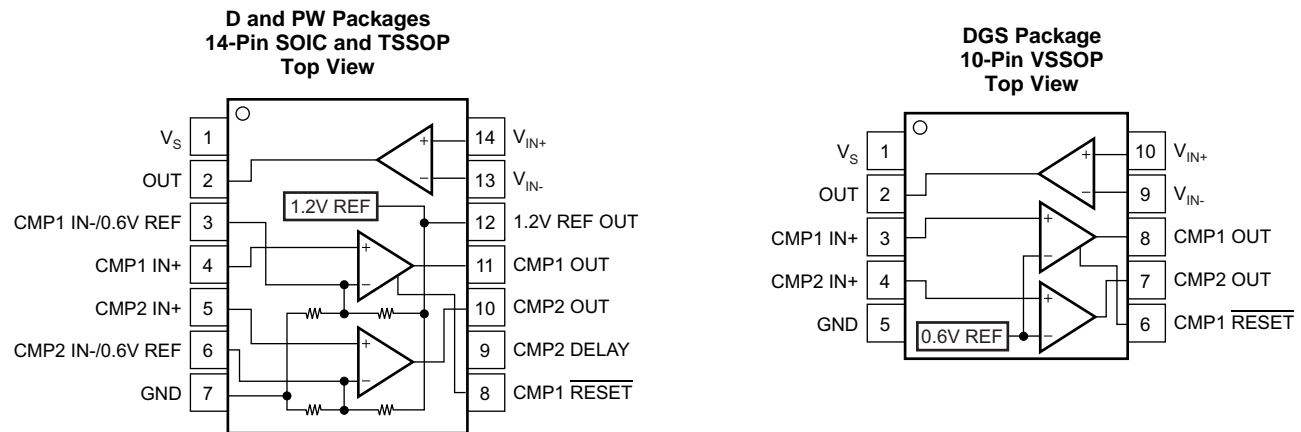 D and PW Packages
14-Pin SOIC and TSSOP
Top View
V_S 1
OUT 2
CMP1 IN-/0.6V REF 3
CMP1 IN+ 4
CMP2 IN+ 5
CMP2 IN-/0.6V REF 6
GND 7
14 V_IN+
13 V_IN-
12 1.2V REF OUT
11 CMP1 OUT
10 CMP2 OUT
9 CMP2 DELAY
8 CMP1 RESET
1.2V REF
+
−
+
−
+
−
DGS Package
10-Pin VSSOP
Top View
V_S 1
OUT 2
CMP1 IN+ 3
CMP2 IN+ 4
GND 5
10 V_IN+
9 V_IN-
8 CMP1 OUT
7 CMP2 OUT
6 CMP1 RESET
0.6V REF
+
−
+
−
+
−